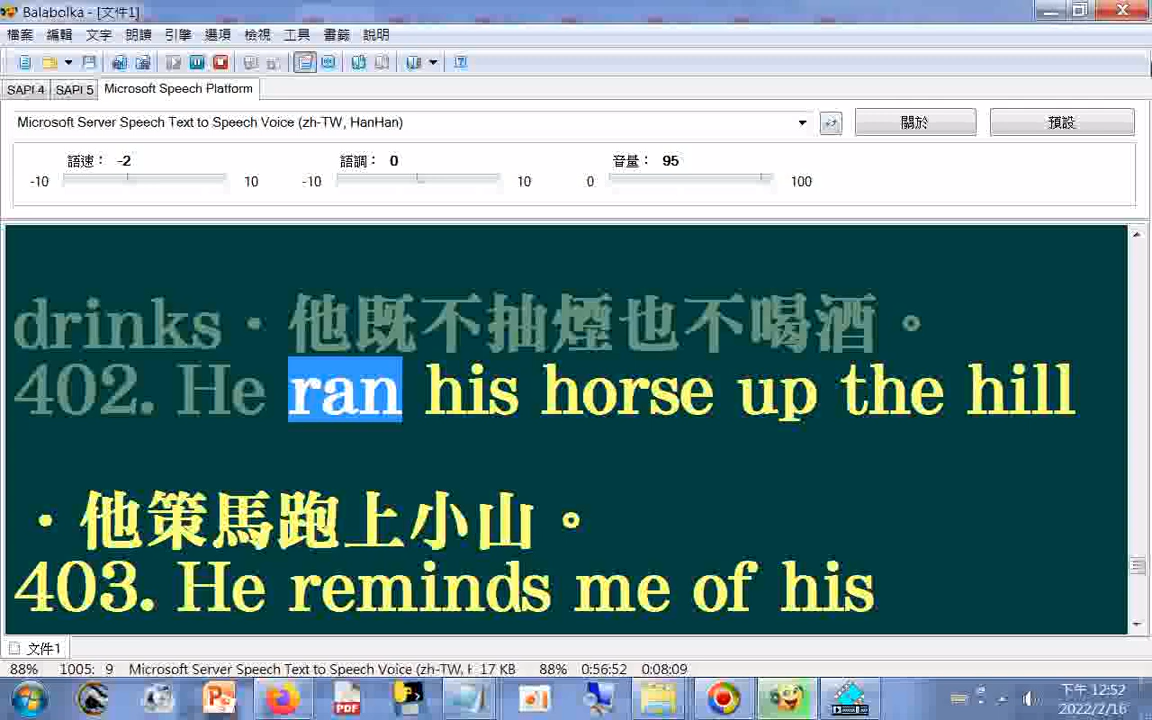 Balabolka - [文件1]
檔案 編輯 文字 朗讀 引擎 選項 檢視 工具 書籤 說明
SAPI 4 SAPI 5 Microsoft Speech Platform
Microsoft Server Speech Text to Speech Voice (zh-TW, HanHan) 關於 預設
語速： -2 語調： 0 音量： 95
-10 10 -10 10 0 100
drinks．他既不抽煙也不喝酒。
402. He ran his horse up the hill
．他策馬跑上小山。
403. He reminds me of his
文件1
88% 1005: 9 Microsoft Server Speech Text to Speech Voice (zh-TW, H 17 KB 88% 0:56:52 0:08:09
PDF
下午 12:52
2022/2/16